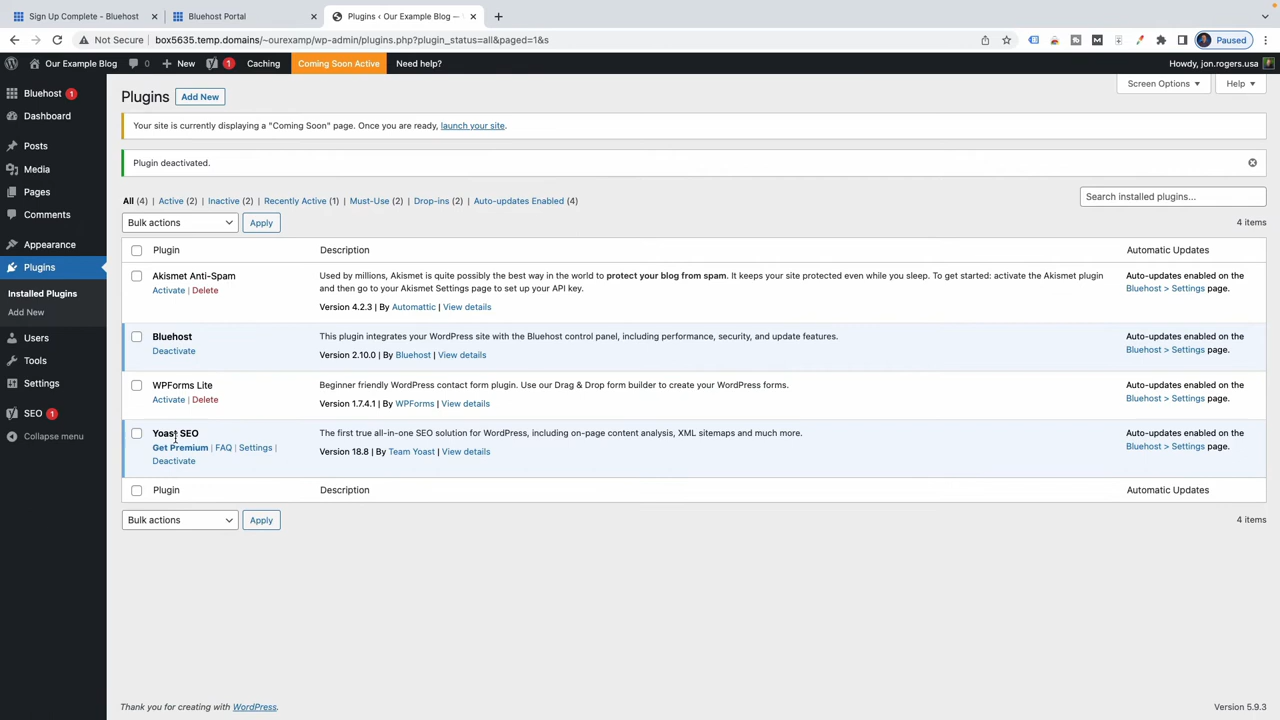 Sign Up Complete - Bluehost
Bluehost Portal
Plugins ‹ Our Example Blog —
Not Secure
box5635.temp.domains/~ourexamp/wp-admin/plugins.php?plugin_status=all&paged=1&s
Paused
Our Example Blog
0
New
1
Caching
Coming Soon Active
Need help?
Howdy, jon.rogers.usa
Bluehost 1
Dashboard
Posts
Media
Pages
Comments
Appearance
Plugins
Installed Plugins
Add New
Users
Tools
Settings
SEO 1
Collapse menu
Plugins Add New
Screen Options
Help
Your site is currently displaying a "Coming Soon" page. Once you are ready, launch your site.
Plugin deactivated.
All (4) | Active (2) | Inactive (2) | Recently Active (1) | Must-Use (2) | Drop-ins (2) | Auto-updates Enabled (4)
Search installed plugins...
Bulk actions Apply
4 items
Plugin Description Automatic Updates
Akismet Anti-Spam
Activate | Delete
Used by millions, Akismet is quite possibly the best way in the world to protect your blog from spam. It keeps your site protected even while you sleep. To get started: activate the Akismet plugin
and then go to your Akismet Settings page to set up your API key.
Version 4.2.3 | By Automattic | View details
Auto-updates enabled on the
Bluehost > Settings page.
Bluehost
Deactivate
This plugin integrates your WordPress site with the Bluehost control panel, including performance, security, and update features.
Version 2.10.0 | By Bluehost | View details
Auto-updates enabled on the
Bluehost > Settings page.
WPForms Lite
Activate | Delete
Beginner friendly WordPress contact form plugin. Use our Drag & Drop form builder to create your WordPress forms.
Version 1.7.4.1 | By WPForms | View details
Auto-updates enabled on the
Bluehost > Settings page.
Yoast SEO
Get Premium | FAQ | Settings |
Deactivate
The first true all-in-one SEO solution for WordPress, including on-page content analysis, XML sitemaps and much more.
Version 18.8 | By Team Yoast | View details
Auto-updates enabled on the
Bluehost > Settings page.
Plugin Description Automatic Updates
Bulk actions Apply
4 items
Thank you for creating with WordPress.
Version 5.9.3